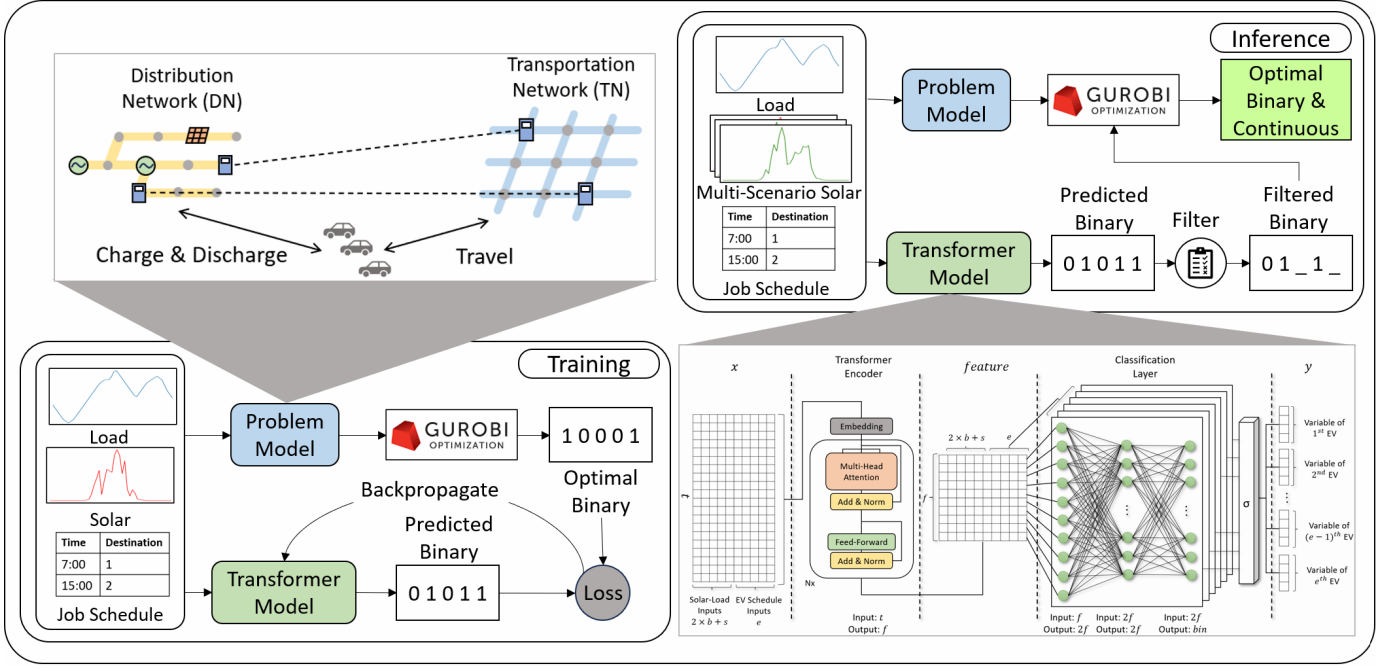 Distribution
Network (DN)
Transportation
Network (TN)
Charge & Discharge
Travel
Training
Load
Solar
Time Destination
7:00 1
15:00 2
Job Schedule
Problem
Model
GUROBI
OPTIMIZATION
1 0 0 0 1
Optimal
Binary
Backpropagate
Predicted
Binary
Transformer
Model
0 1 0 1 1
Loss
Inference
Load
Multi-Scenario Solar
Time Destination
7:00 1
15:00 2
Job Schedule
Problem
Model
GUROBI
OPTIMIZATION
Optimal
Binary &
Continuous
Transformer
Model
Predicted
Binary
0 1 0 1 1
Filter
Filtered
Binary
0 1 _ 1 _
x
t
Solar-Load
Inputs
2 × b + s
EV Schedule
Inputs
e
Transformer
Encoder
Embedding
Multi-Head
Attention
Add & Norm
Feed-Forward
Add & Norm
Nx
Input: t
Output: f
feature
2 × b + s
e
f
Classification
Layer
⋮
⋮
Input: f
Output: 2f
Input: 2f
Output: 2f
Input: 2f
Output: bin
σ
y
Variable of
1st EV
Variable of
2nd EV
⋮
Variable of
(e − 1)th EV
Variable of
eth EV